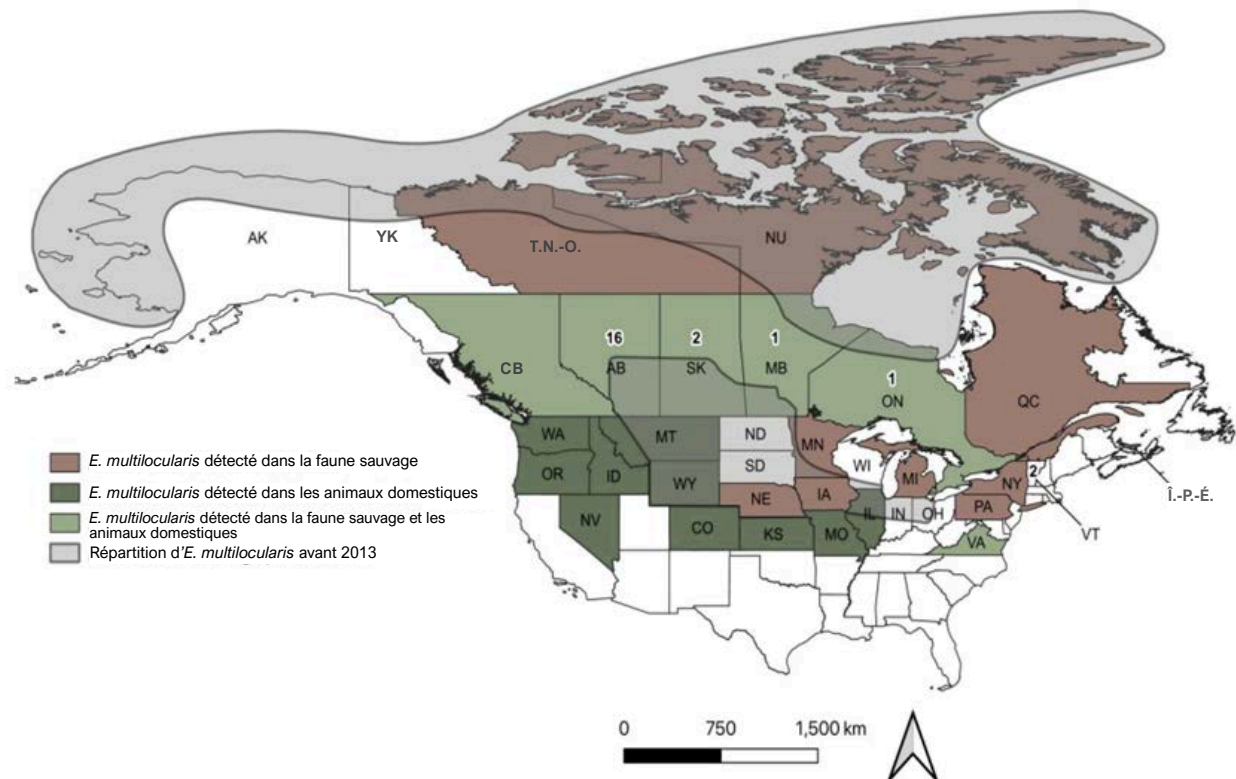 AK
YK
T.N.-O.
NU
16
2
1
CB
AB
SK
MB
1
ON
QC
WA
MT
ND
MN
OR
ID
SD
WI
MI
NY
2
WY
NE
IA
PA
NV
IL
IN
OH
CO
KS
MO
VA
VT
Î.-P.-É.
E. multilocularis détecté dans la faune sauvage
E. multilocularis détecté dans les animaux domestiques
E. multilocularis détecté dans la faune sauvage et les
animaux domestiques
Répartition d'E. multilocularis avant 2013
0 750 1,500 km